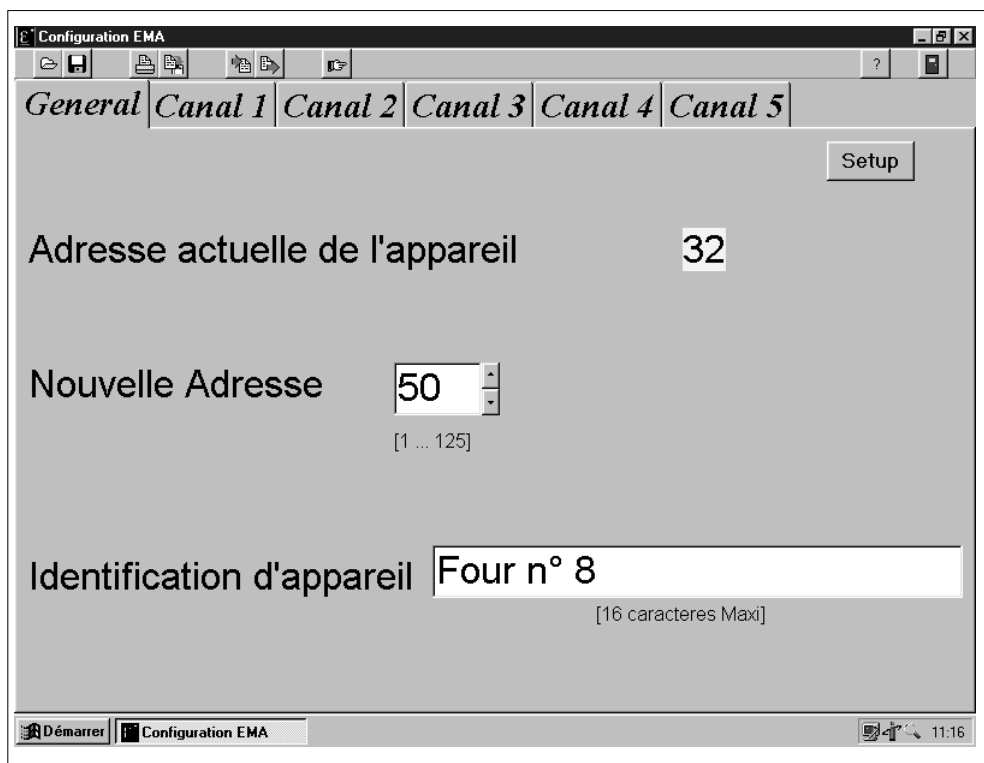 Configuration EMA
?
General Canal 1 Canal 2 Canal 3 Canal 4 Canal 5
Setup
Adresse actuelle de l'appareil 32
Nouvelle Adresse 50
[1 ... 125]
Identification d'appareil Four n° 8
[16 caracteres Maxi]
Démarrer Configuration EMA 11:16